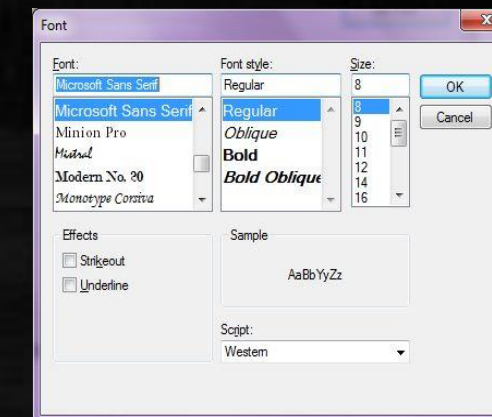 Font
Font:
Font style:
Size:
Microsoft Sans Serif
Regular
8
OK
Cancel
Microsoft Sans Serif
Minion Pro
Mistral
Modern No. 20
Monotype Corsiva
Regular
Oblique
Bold
Bold Oblique
8
9
10
11
12
14
16
Effects
Strikeout
Underline
Sample
AaBbYyZz
Script:
Western